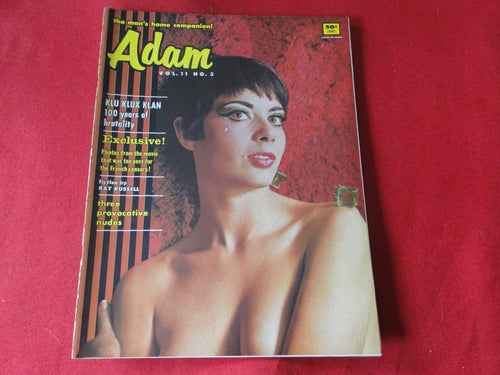 the man's home companion!
50¢
Adam
VOL. 11 NO. 3
KLU KLUX KLAN
100 years of
brutality
Exclusive!
Photos from the movie
that was too sexy for
the French censors!
fiction by
RAY RUSSELL
three
provocative
nudes